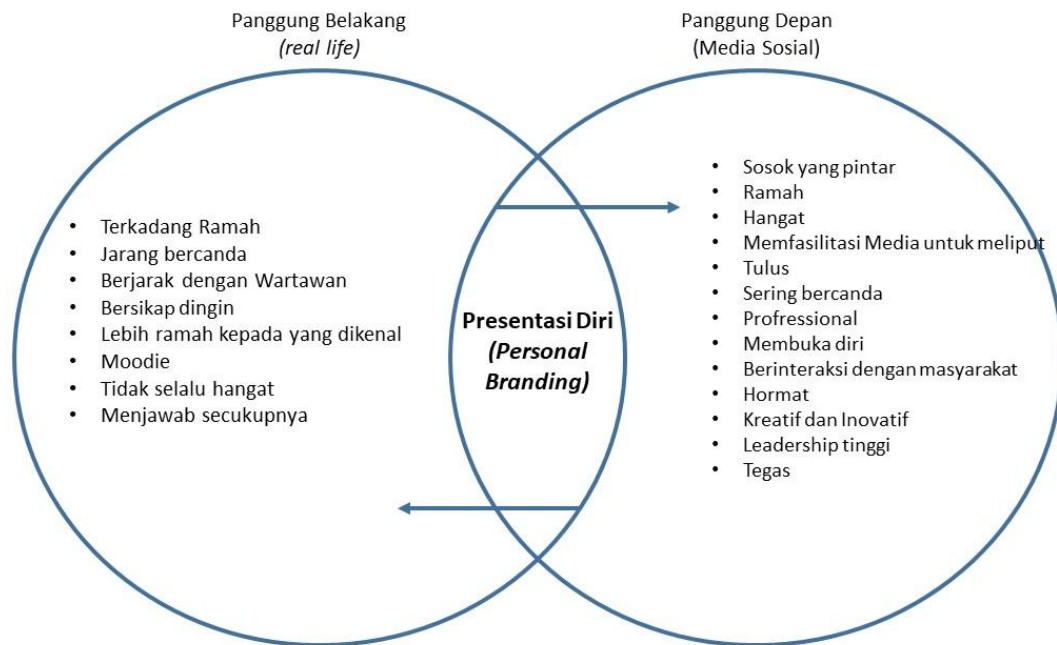 Panggung Belakang
(real life)
Panggung Depan
(Media Sosial)
• Terkadang Ramah
• Jarang bercanda
• Berjarak dengan Wartawan
• Bersikap dingin
• Lebih ramah kepada yang dikenal
• Moodie
• Tidak selalu hangat
• Menjawab secukupnya
Presentasi Diri
(Personal
Branding)
• Sosok yang pintar
• Ramah
• Hangat
• Memfasilitasi Media untuk meliput
• Tulus
• Sering bercanda
• Profressional
• Membuka diri
• Berinteraksi dengan masyarakat
• Hormat
• Kreatif dan Inovatif
• Leadership tinggi
• Tegas